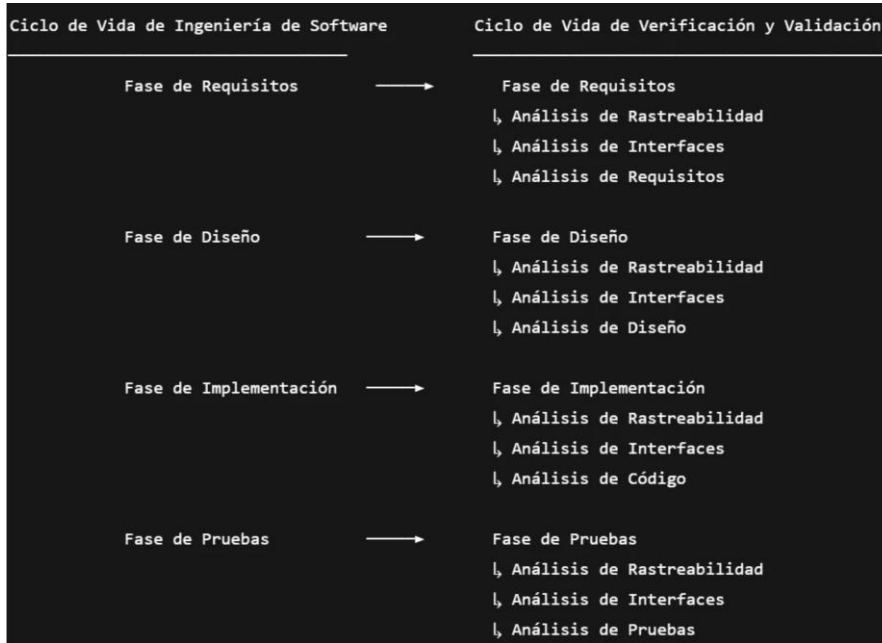 Ciclo de Vida de Ingeniería de Software Ciclo de Vida de Verificación y Validación
Fase de Requisitos ⟶ Fase de Requisitos
↳ Análisis de Rastreabilidad
↳ Análisis de Interfaces
↳ Análisis de Requisitos
Fase de Diseño ⟶ Fase de Diseño
↳ Análisis de Rastreabilidad
↳ Análisis de Interfaces
↳ Análisis de Diseño
Fase de Implementación ⟶ Fase de Implementación
↳ Análisis de Rastreabilidad
↳ Análisis de Interfaces
↳ Análisis de Código
Fase de Pruebas ⟶ Fase de Pruebas
↳ Análisis de Rastreabilidad
↳ Análisis de Interfaces
↳ Análisis de Pruebas